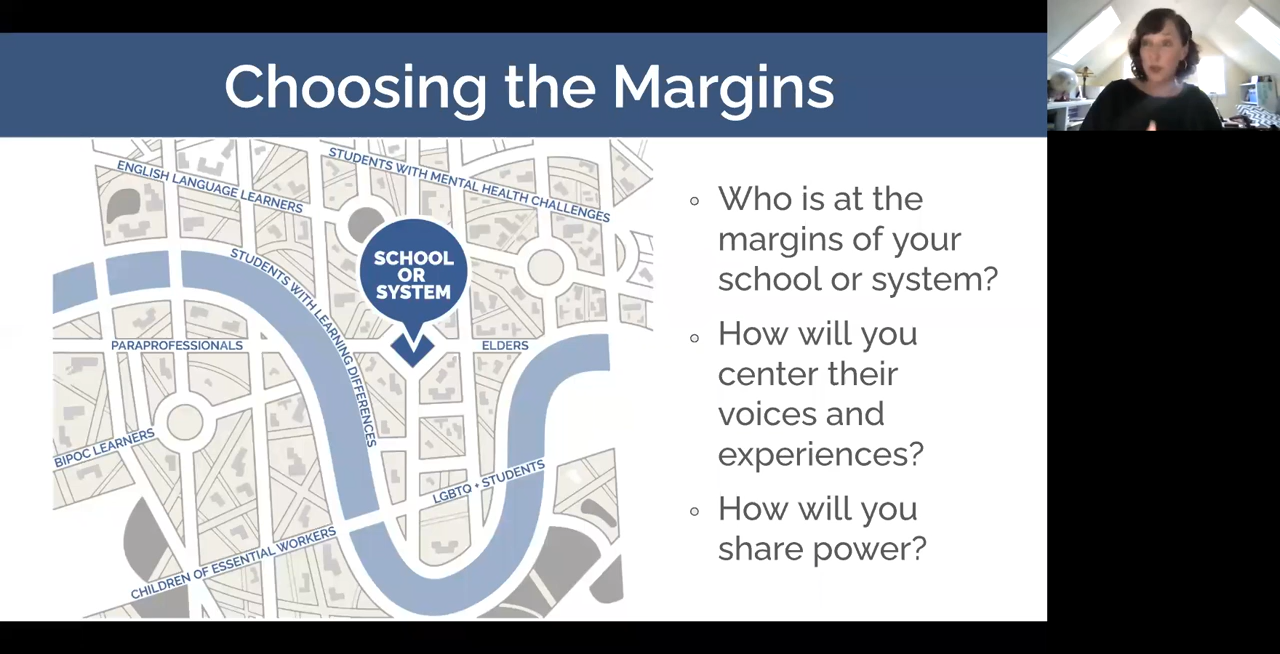 Choosing the Margins
ENGLISH LANGUAGE LEARNERS
STUDENTS WITH MENTAL HEALTH CHALLENGES
STUDENTS WITH LEARNING DIFFERENCES
SCHOOL
OR
SYSTEM
PARAPROFESSIONALS
ELDERS
BIPOC LEARNERS
LGBTQ + STUDENTS
CHILDREN OF ESSENTIAL WORKERS
Who is at the
margins of your
school or system?
How will you
center their
voices and
experiences?
How will you
share power?